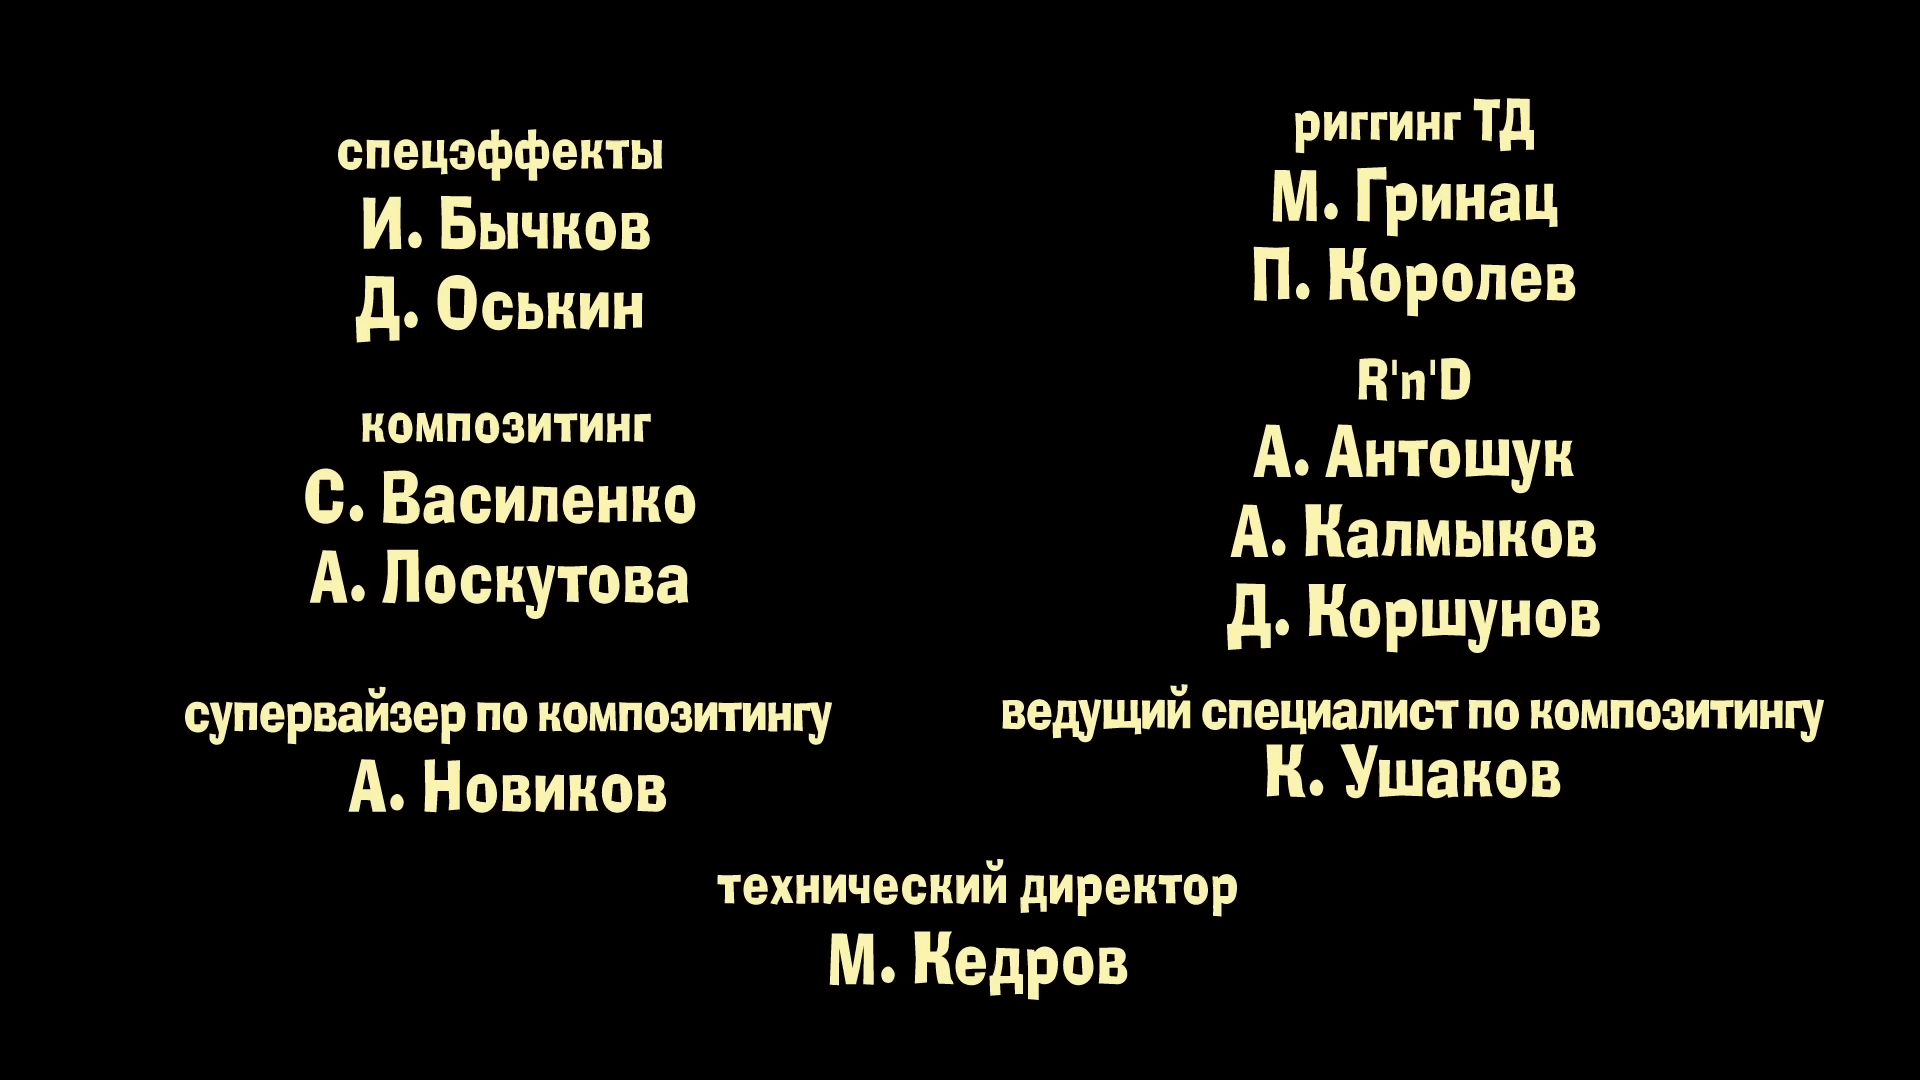 спецэффекты
И. Бычков
Д. Оськин
композитинг
С. Василенко
А. Лоскутова
супервайзер по композитингу
А. Новиков
риггинг ТД
М. Гринац
П. Королев
R'n'D
А. Антошук
А. Калмыков
Д. Коршунов
ведущий специалист по композитингу
К. Ушаков
технический директор
М. Кедров